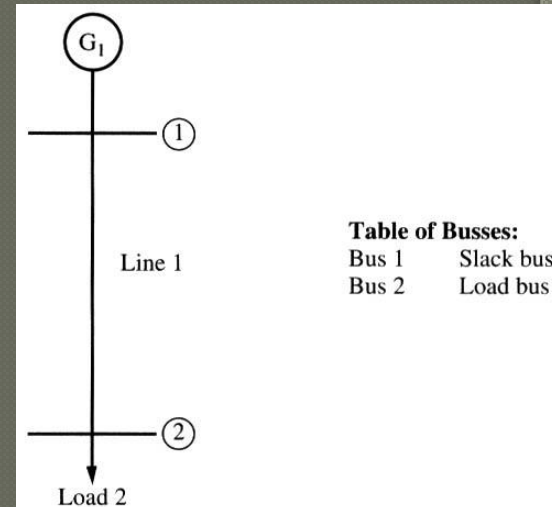 G1
1
Line 1
Table of Busses:
Bus 1 Slack bus
Bus 2 Load bus
2
Load 2